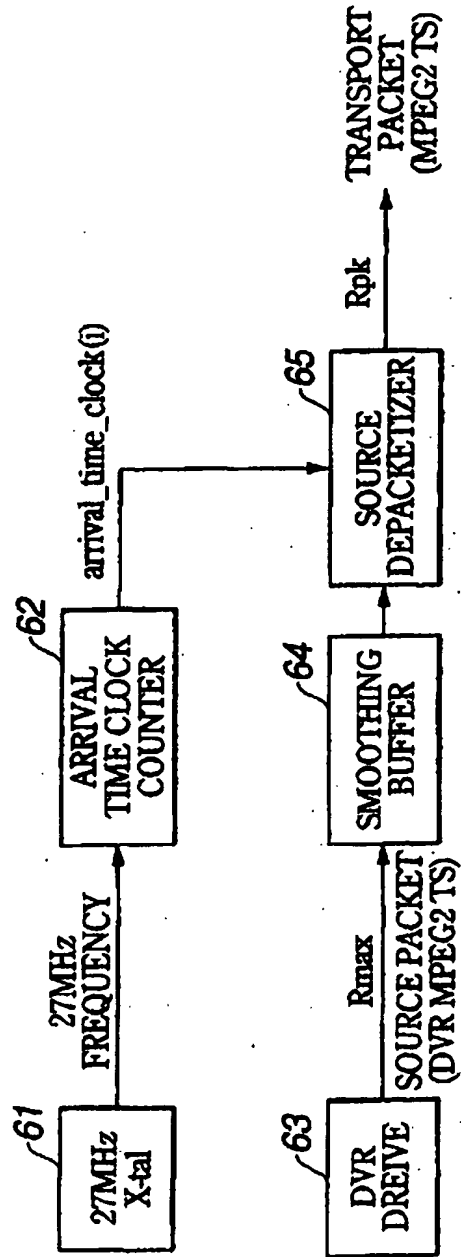 61
27MHz
X-tal
27MHz
FREQUENCY
62
ARRIVAL
TIME CLOCK
COUNTER
arrival_time_clock(i)
63
DVR
DREIVE
Rmax
SOURCE PACKET
(DVR MPEG2 TS)
64
SMOOTHING
BUFFER
65
SOURCE
DEPACKETIZER
Rpk
TRANSPORT
PACKET
(MPEG2 TS)